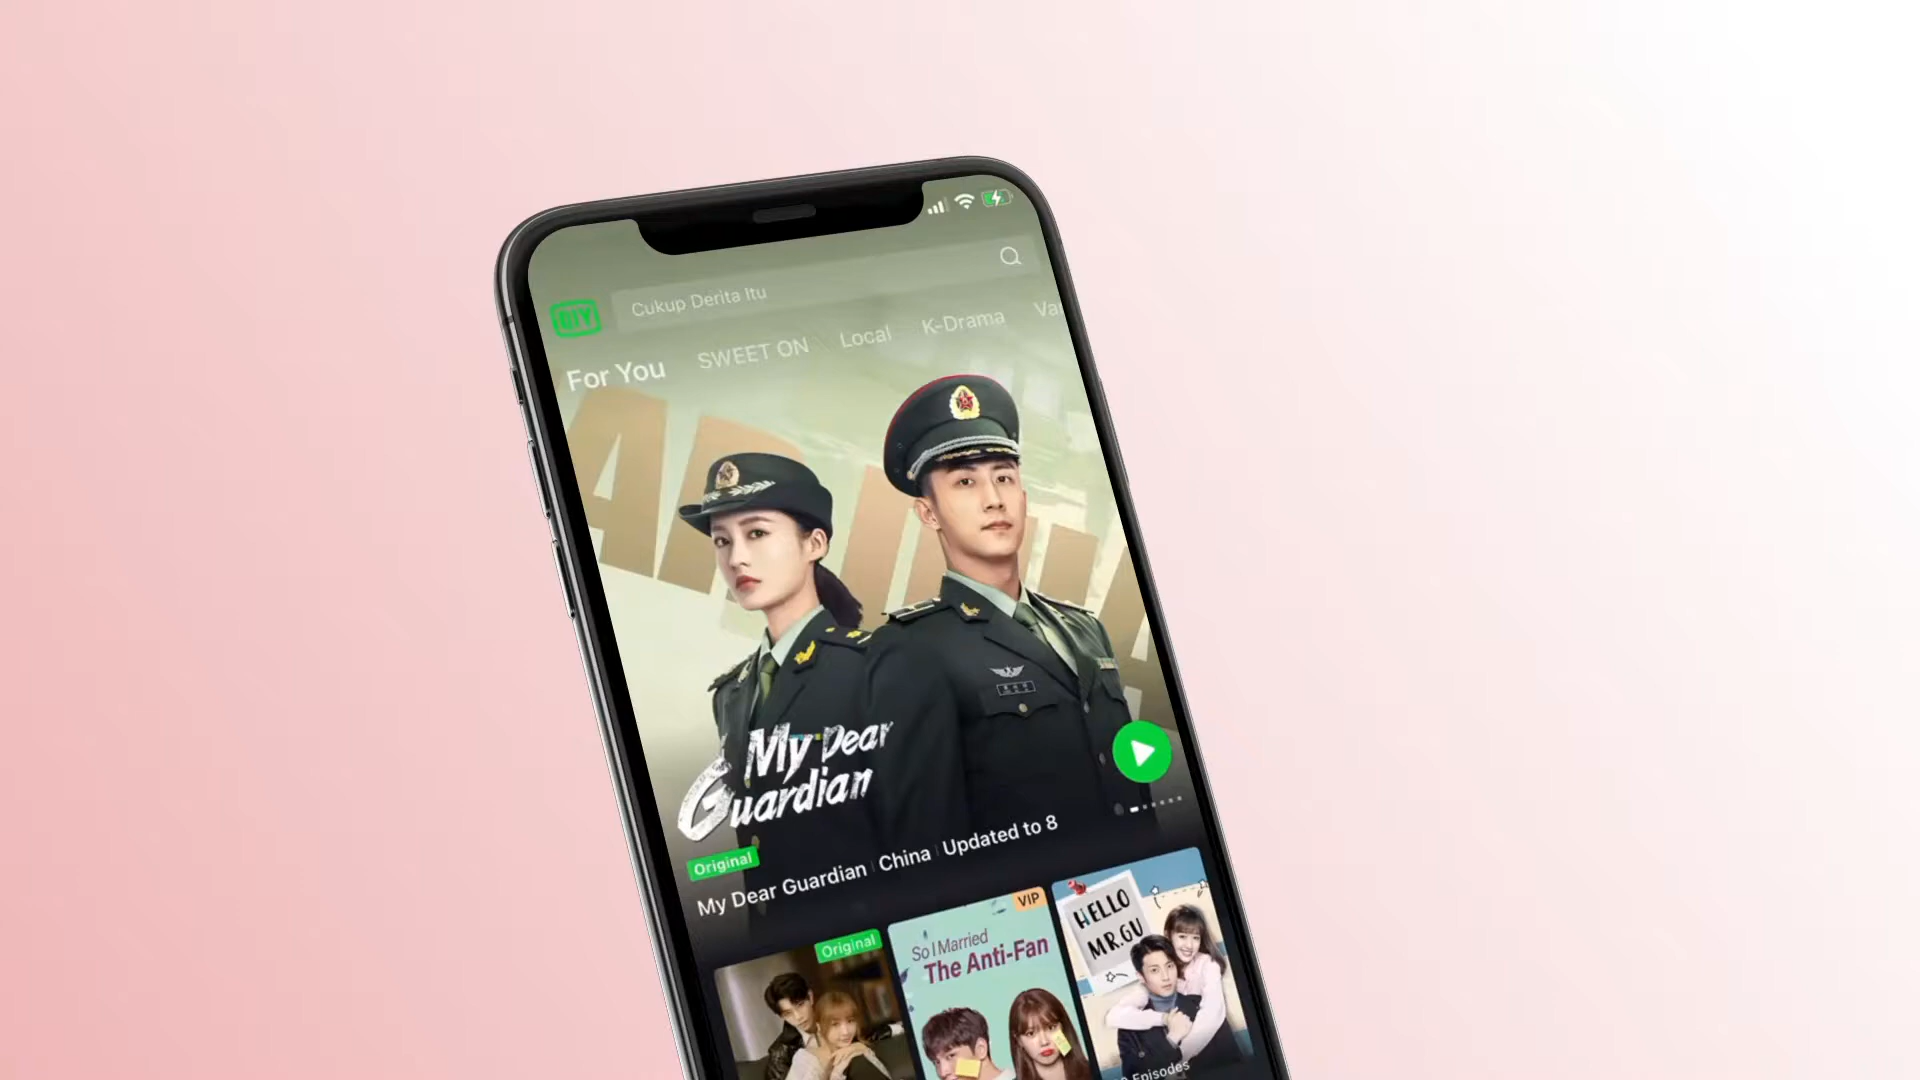 QIY
Cukup Derita Itu
For You
SWEET ON
Local
K-Drama
My Dear
Guardian
Original
My Dear Guardian | China | Updated to 8
Original
VIP
So I Married
The Anti-Fan
HELLO
MR.GU
Episodes